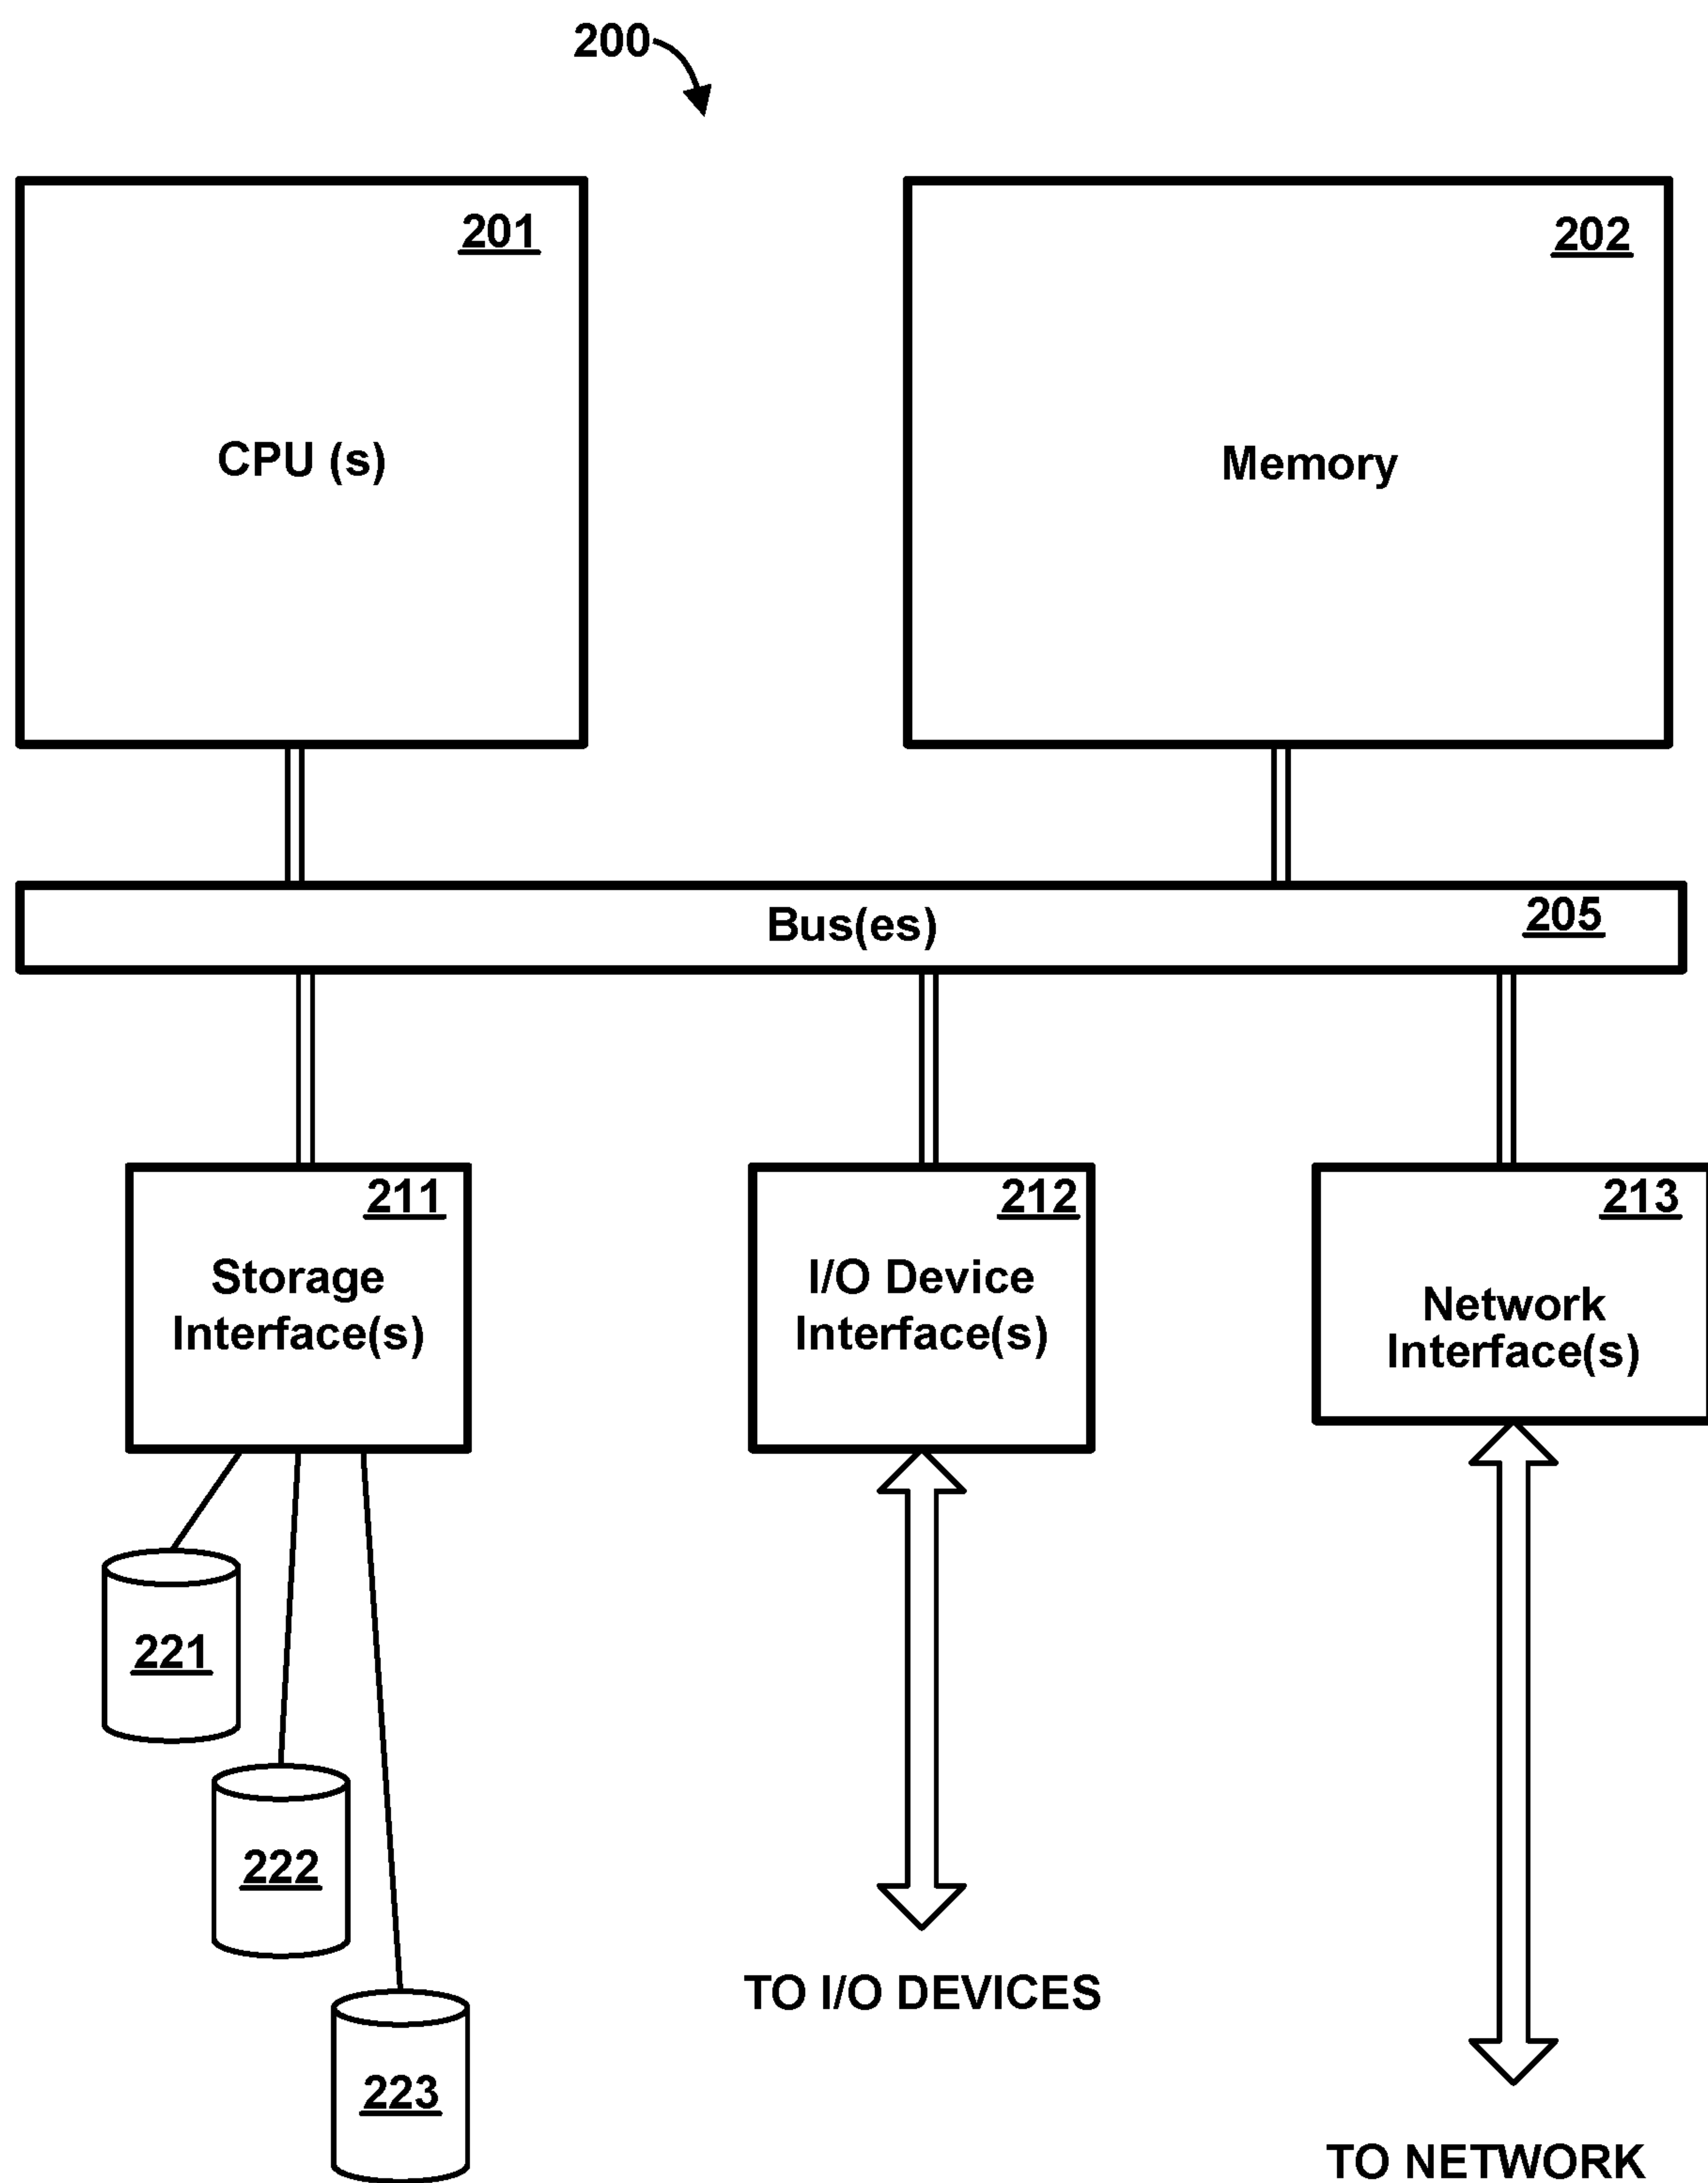 200
201
202
CPU (s)
Memory
Bus(es)
205
211
212
213
Storage
Interface(s)
I/O Device
Interface(s)
Network
Interface(s)
221
222
223
TO I/O DEVICES
TO NETWORK